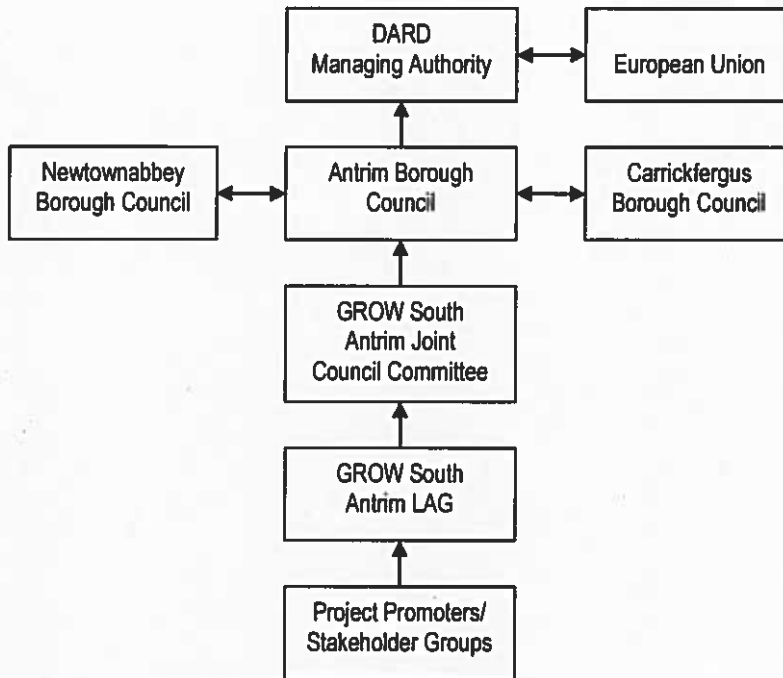 DARD
Managing Authority
European Union
Newtownabbey
Borough Council
Antrim Borough
Council
Carrickfergus
Borough Council
GROW South
Antrim Joint
Council Committee
GROW South
Antrim LAG
Project Promoters/
Stakeholder Groups